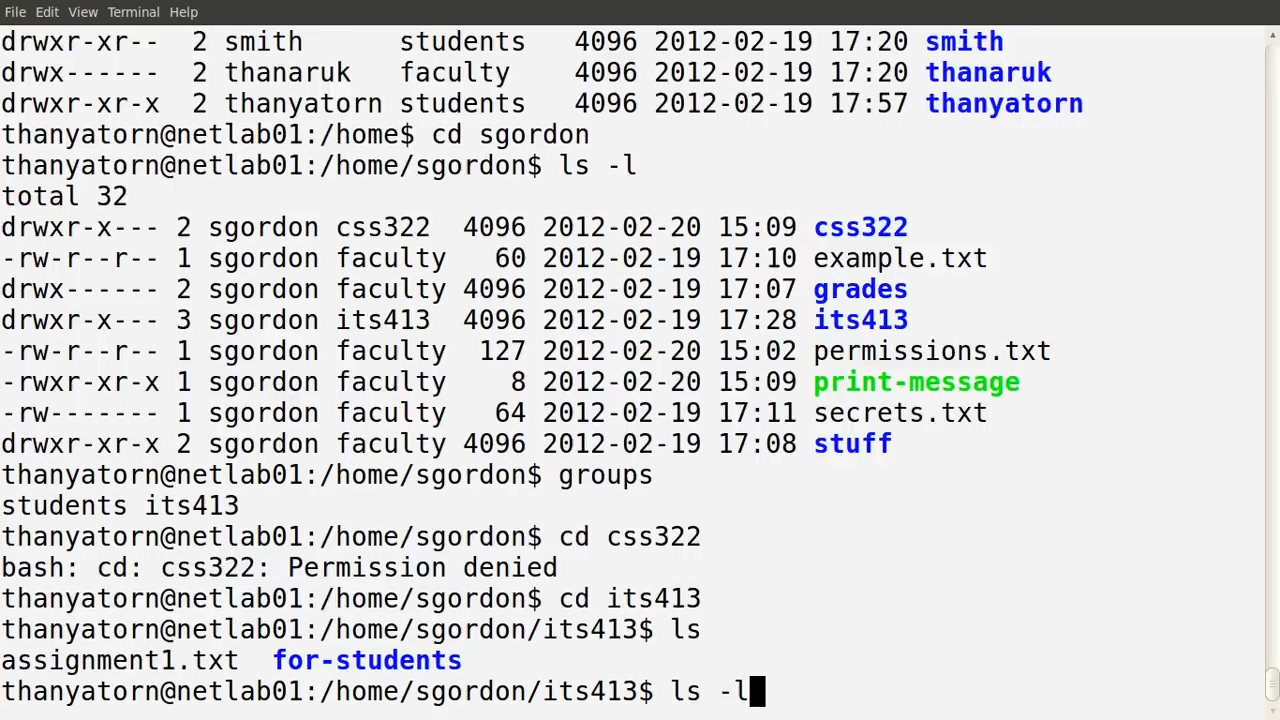 File Edit View Terminal Help
drwxr-xr-- 2 smith students 4096 2012-02-19 17:20 smith
drwx------ 2 thanaruk faculty 4096 2012-02-19 17:20 thanaruk
drwxr-xr-x 2 thanyatorn students 4096 2012-02-19 17:57 thanyatorn
thanyatorn@netlab01:/home$ cd sgordon
thanyatorn@netlab01:/home/sgordon$ ls -l
total 32
drwxr-x--- 2 sgordon css322 4096 2012-02-20 15:09 css322
-rw-r--r-- 1 sgordon faculty 60 2012-02-19 17:10 example.txt
drwx------ 2 sgordon faculty 4096 2012-02-19 17:07 grades
drwxr-x--- 3 sgordon its413 4096 2012-02-19 17:28 its413
-rw-r--r-- 1 sgordon faculty 127 2012-02-20 15:02 permissions.txt
-rwxr-xr-x 1 sgordon faculty 8 2012-02-20 15:09 print-message
-rw------- 1 sgordon faculty 64 2012-02-19 17:11 secrets.txt
drwxr-xr-x 2 sgordon faculty 4096 2012-02-19 17:08 stuff
thanyatorn@netlab01:/home/sgordon$ groups
students its413
thanyatorn@netlab01:/home/sgordon$ cd css322
bash: cd: css322: Permission denied
thanyatorn@netlab01:/home/sgordon$ cd its413
thanyatorn@netlab01:/home/sgordon/its413$ ls
assignment1.txt for-students
thanyatorn@netlab01:/home/sgordon/its413$ ls -l